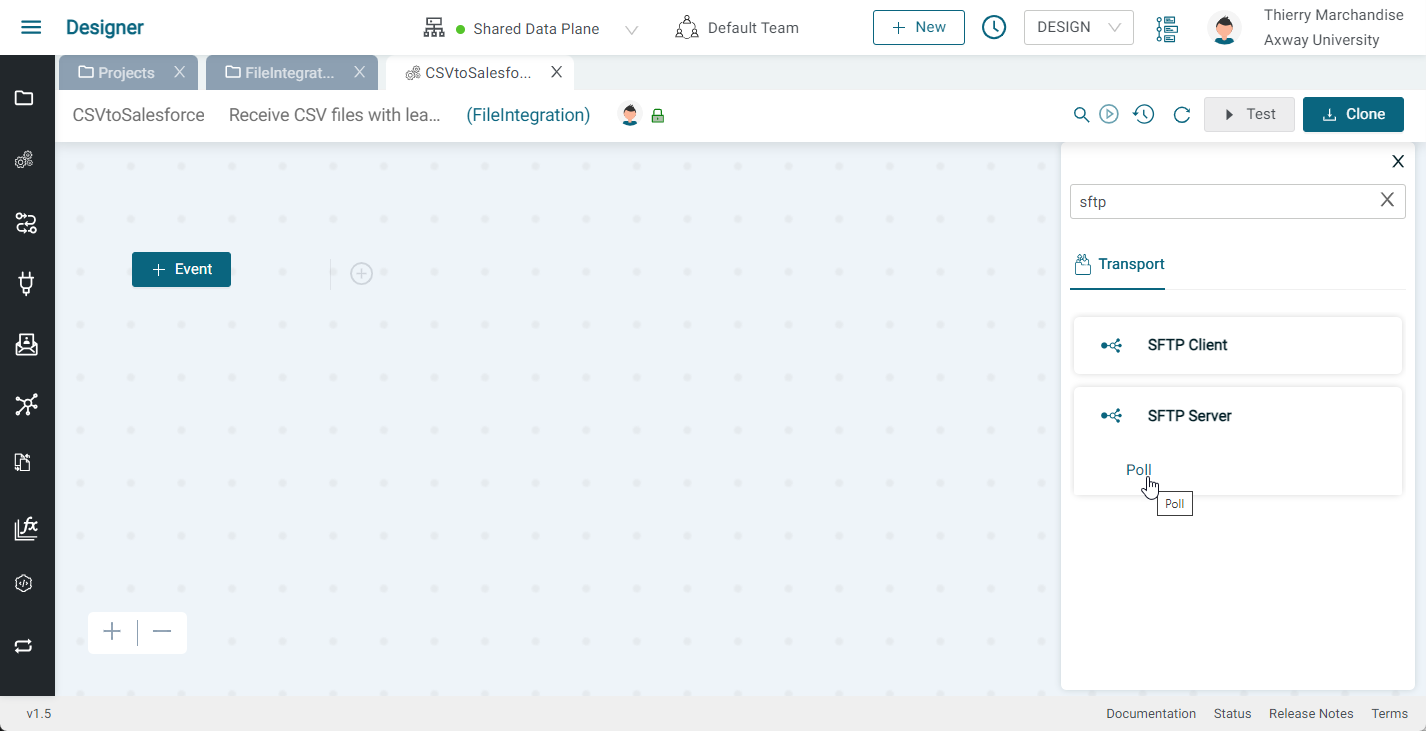 Designer
Shared Data Plane
Default Team
New
DESIGN
Thierry Marchandise
Axway University
Projects
FileIntegrat...
CSVtoSalesfo...
CSVtoSalesforce
Receive CSV files with lea...
(FileIntegration)
Test
Clone
sftp
Event
Transport
SFTP Client
SFTP Server
Poll
Poll
v1.5
Documentation
Status
Release Notes
Terms